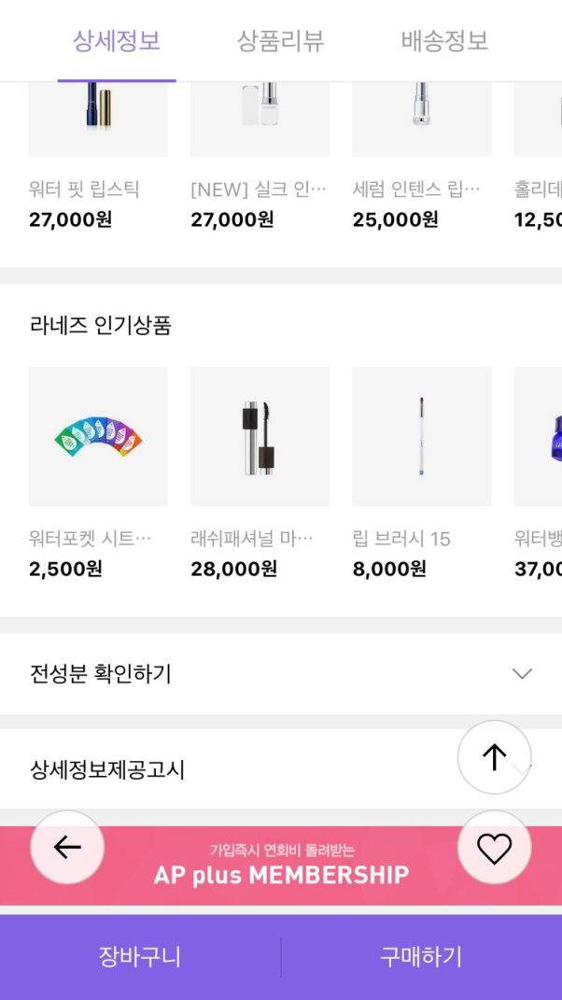 상세정보 상품리뷰 배송정보
워터 핏 립스틱 [NEW] 실크 인… 세럼 인텐스 립… 홀리데
27,000원 27,000원 25,000원 12,50
라네즈 인기상품
워터포켓 시트… 래쉬패셔널 마… 립 브러시 15 워터뱅
2,500원 28,000원 8,000원 37,00
전성분 확인하기
상세정보제공고시
가입즉시 연회비 돌려받는
AP plus MEMBERSHIP
장바구니 구매하기